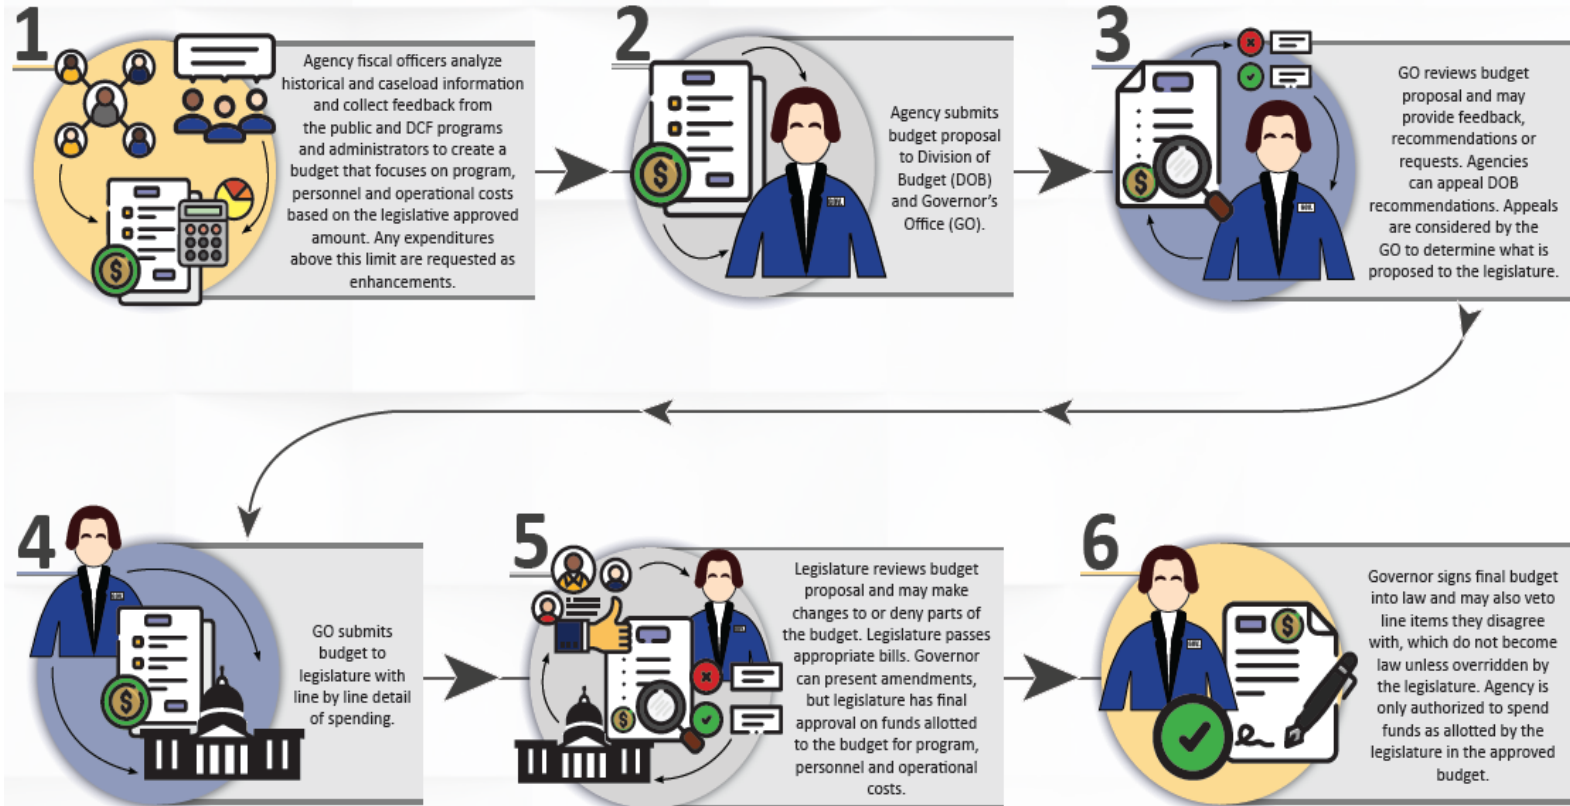 1
Agency fiscal officers analyze
historical and caseload information
and collect feedback from
the public and DCF programs
and administrators to create a
budget that focuses on program,
personnel and operational costs
based on the legislative approved
amount. Any expenditures
above this limit are requested as
enhancements.
$
2
Agency submits
budget proposal
to Division of
Budget (DOB)
and Governor's
Office (GO).
$
GOV.
3
GO reviews budget
proposal and may
provide feedback,
recommendations or
requests. Agencies
can appeal DOB
recommendations. Appeals
are considered by the
GO to determine what is
proposed to the legislature.
$
GOV.
4
GO submits
budget to
legislature with
line by line detail
of spending.
GOV.
$
5
Legislature reviews budget
proposal and may make
changes to or deny parts of
the budget. Legislature passes
appropriate bills. Governor
can present amendments,
but legislature has final
approval on funds allotted
to the budget for program,
personnel and operational
costs.
GOV.
$
6
Governor signs final budget
into law and may also veto
line items they disagree
with, which do not become
law unless overridden by
the legislature. Agency is
only authorized to spend
funds as allotted by the
legislature in the approved
budget.
$
GOV.